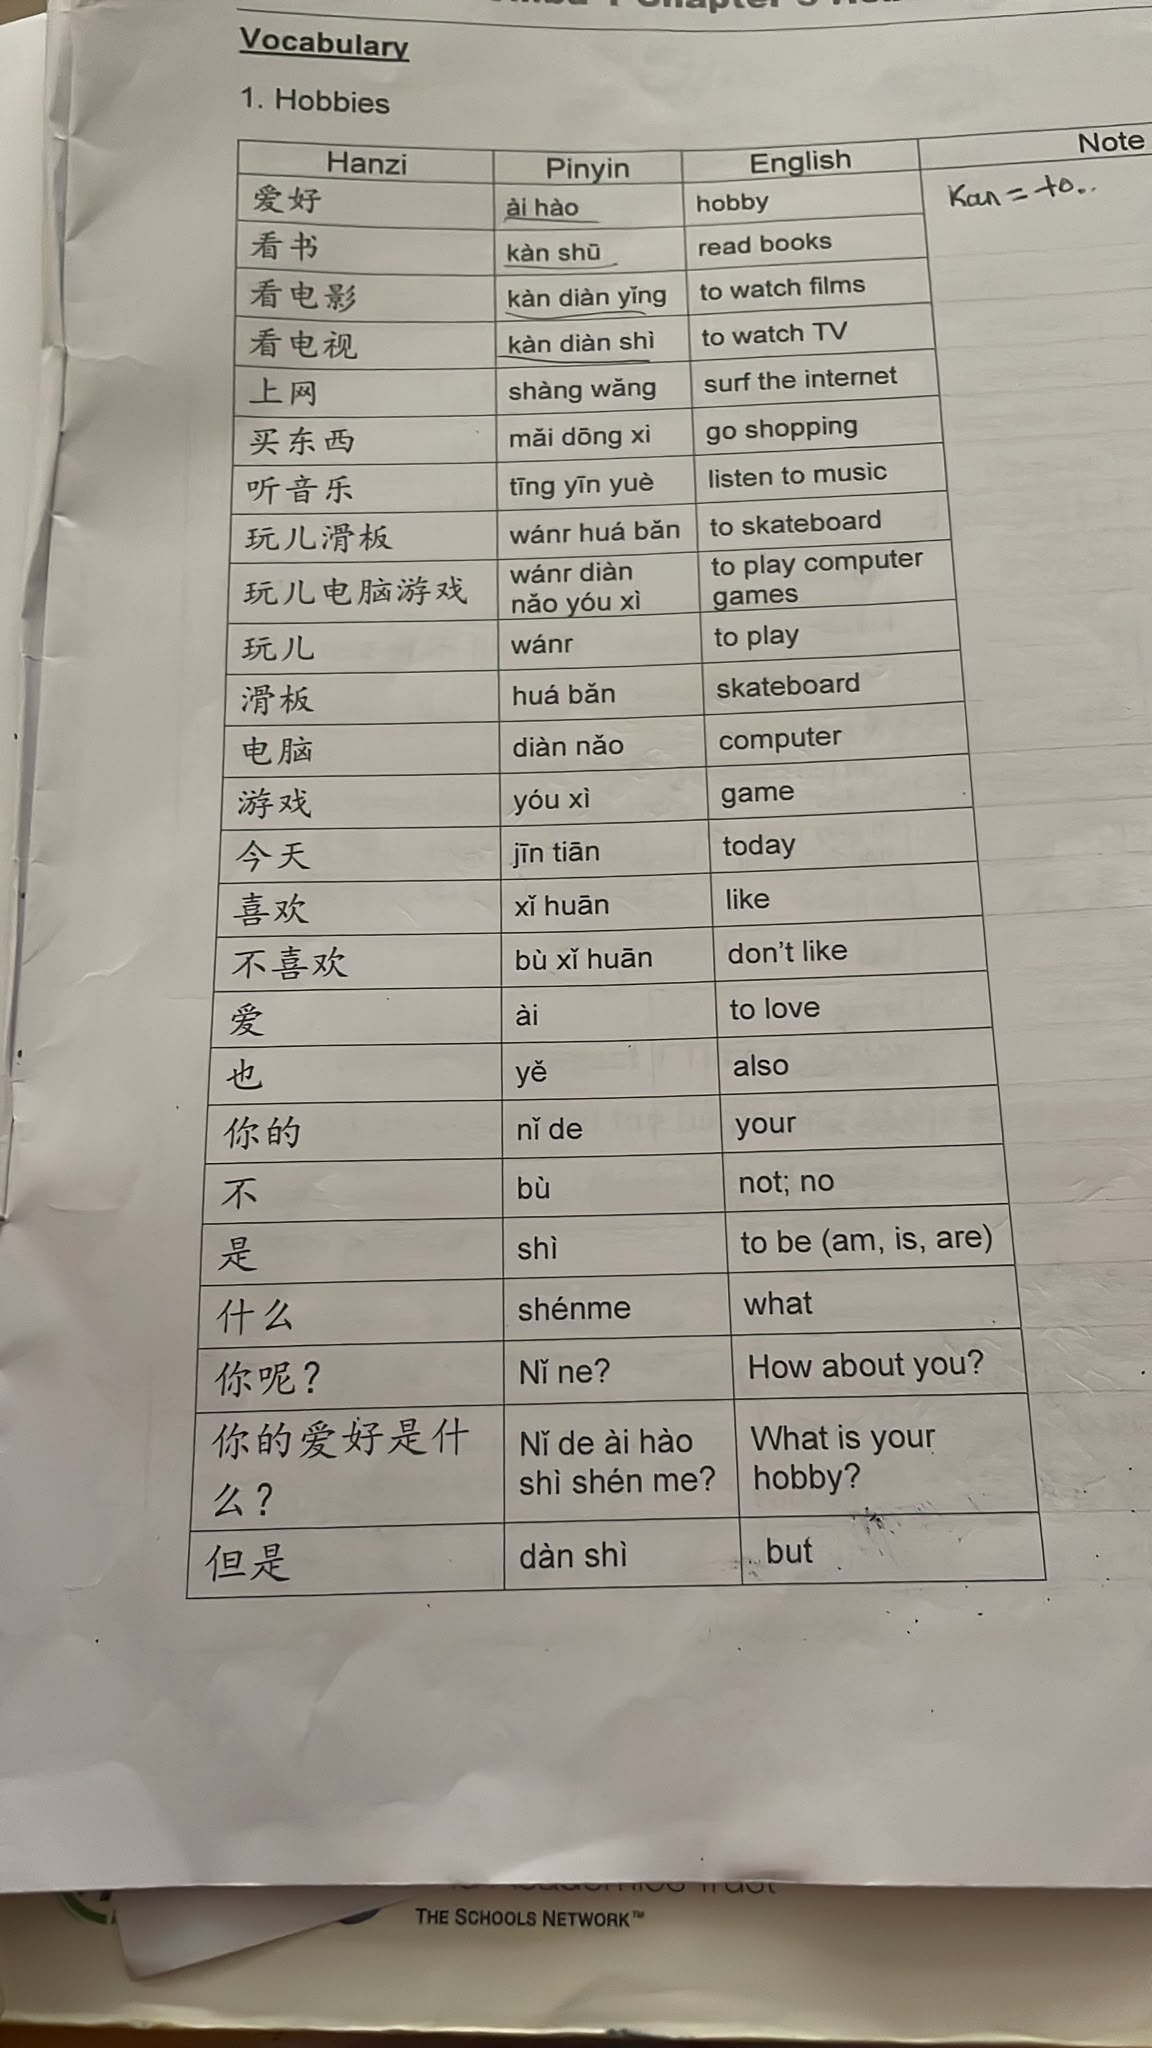 Vocabulary
1. Hobbies
Hanzi Pinyin English Note
爱好 ài hào hobby Kan = to..
看书 kàn shū read books
看电影 kàn diàn yǐng to watch films
看电视 kàn diàn shì to watch TV
上网 shàng wǎng surf the internet
买东西 mǎi dōng xi go shopping
听音乐 tīng yīn yuè listen to music
玩儿滑板 wánr huá bǎn to skateboard
玩儿电脑游戏 wánr diàn nǎo yóu xì to play computer games
玩儿 wánr to play
滑板 huá bǎn skateboard
电脑 diàn nǎo computer
游戏 yóu xì game
今天 jīn tiān today
喜欢 xǐ huān like
不喜欢 bù xǐ huān don't like
爱 ài to love
也 yě also
你的 nǐ de your
不 bù not; no
是 shì to be (am, is, are)
什么 shénme what
你呢？ Nǐ ne? How about you?
你的爱好是什么？ Nǐ de ài hào shì shén me? What is your hobby?
但是 dàn shì but
THE SCHOOLS NETWORK™